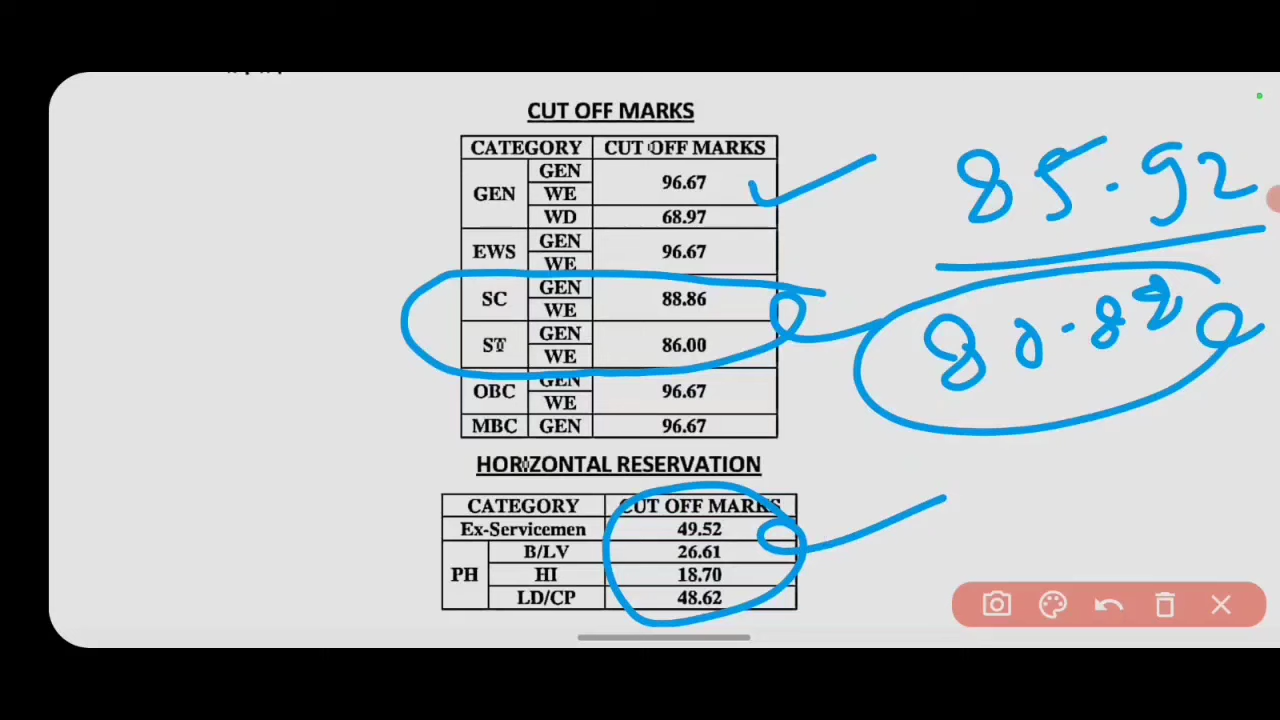 CUT OFF MARKS
CATEGORY CUT OFF MARKS
GEN GEN 96.67
WE
WD 68.97
EWS GEN 96.67
WE
SC GEN 88.86
WE
ST GEN 86.00
WE
OBC GEN 96.67
WE
MBC GEN 96.67
HORIZONTAL RESERVATION
CATEGORY CUT OFF MARKS
Ex-Servicemen 49.52
PH B/LV 26.61
HI 18.70
LD/CP 48.62
85.92